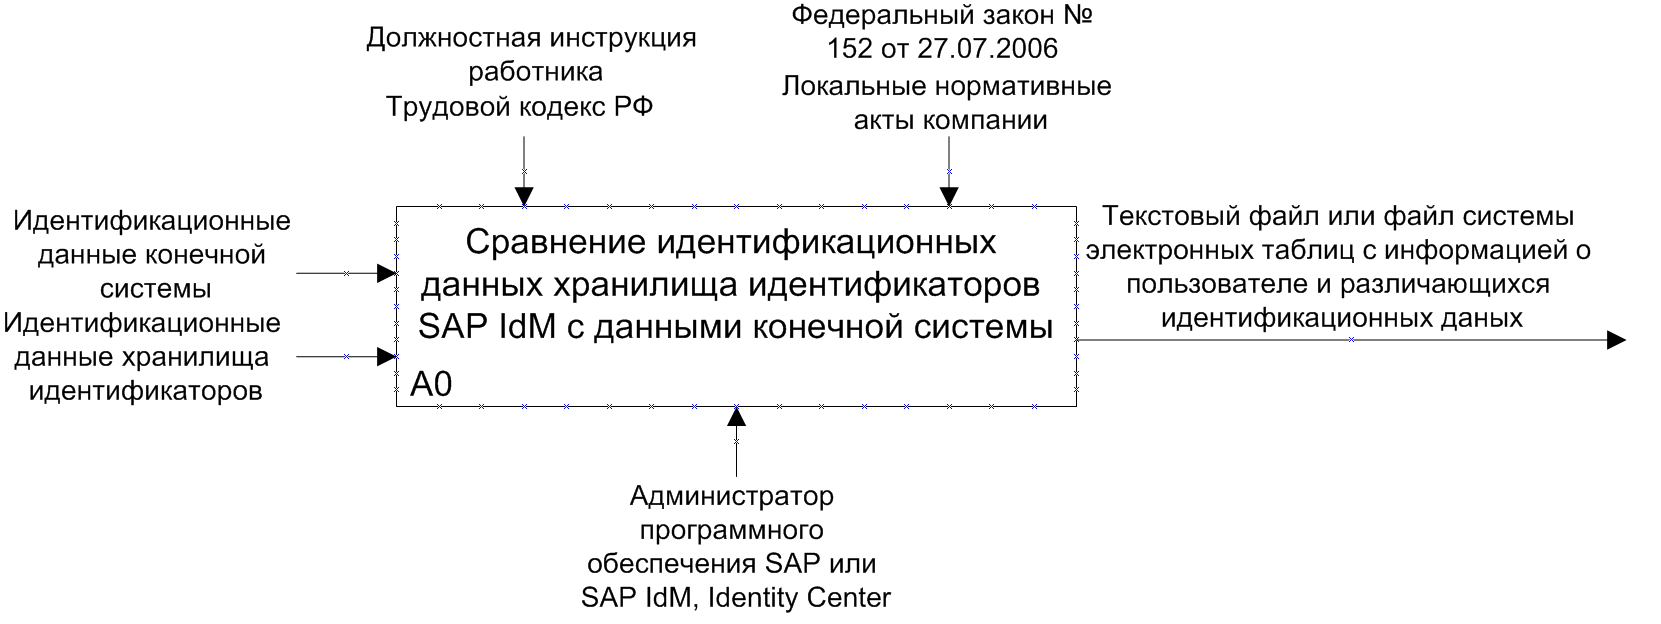 Должностная инструкция
работника
Трудовой кодекс РФ
Федеральный закон №
152 от 27.07.2006
Локальные нормативные
акты компании
Идентификационные
данные конечной
системы
Идентификационные
данные хранилища
идентификаторов
Сравнение идентификационных
данных хранилища идентификаторов
SAP IdM с данными конечной системы
A0
Текстовый файл или файл системы
электронных таблиц с информацией о
пользователе и различающихся
идентификационных даных
Администратор
программного
обеспечения SAP или
SAP IdM, Identity Center